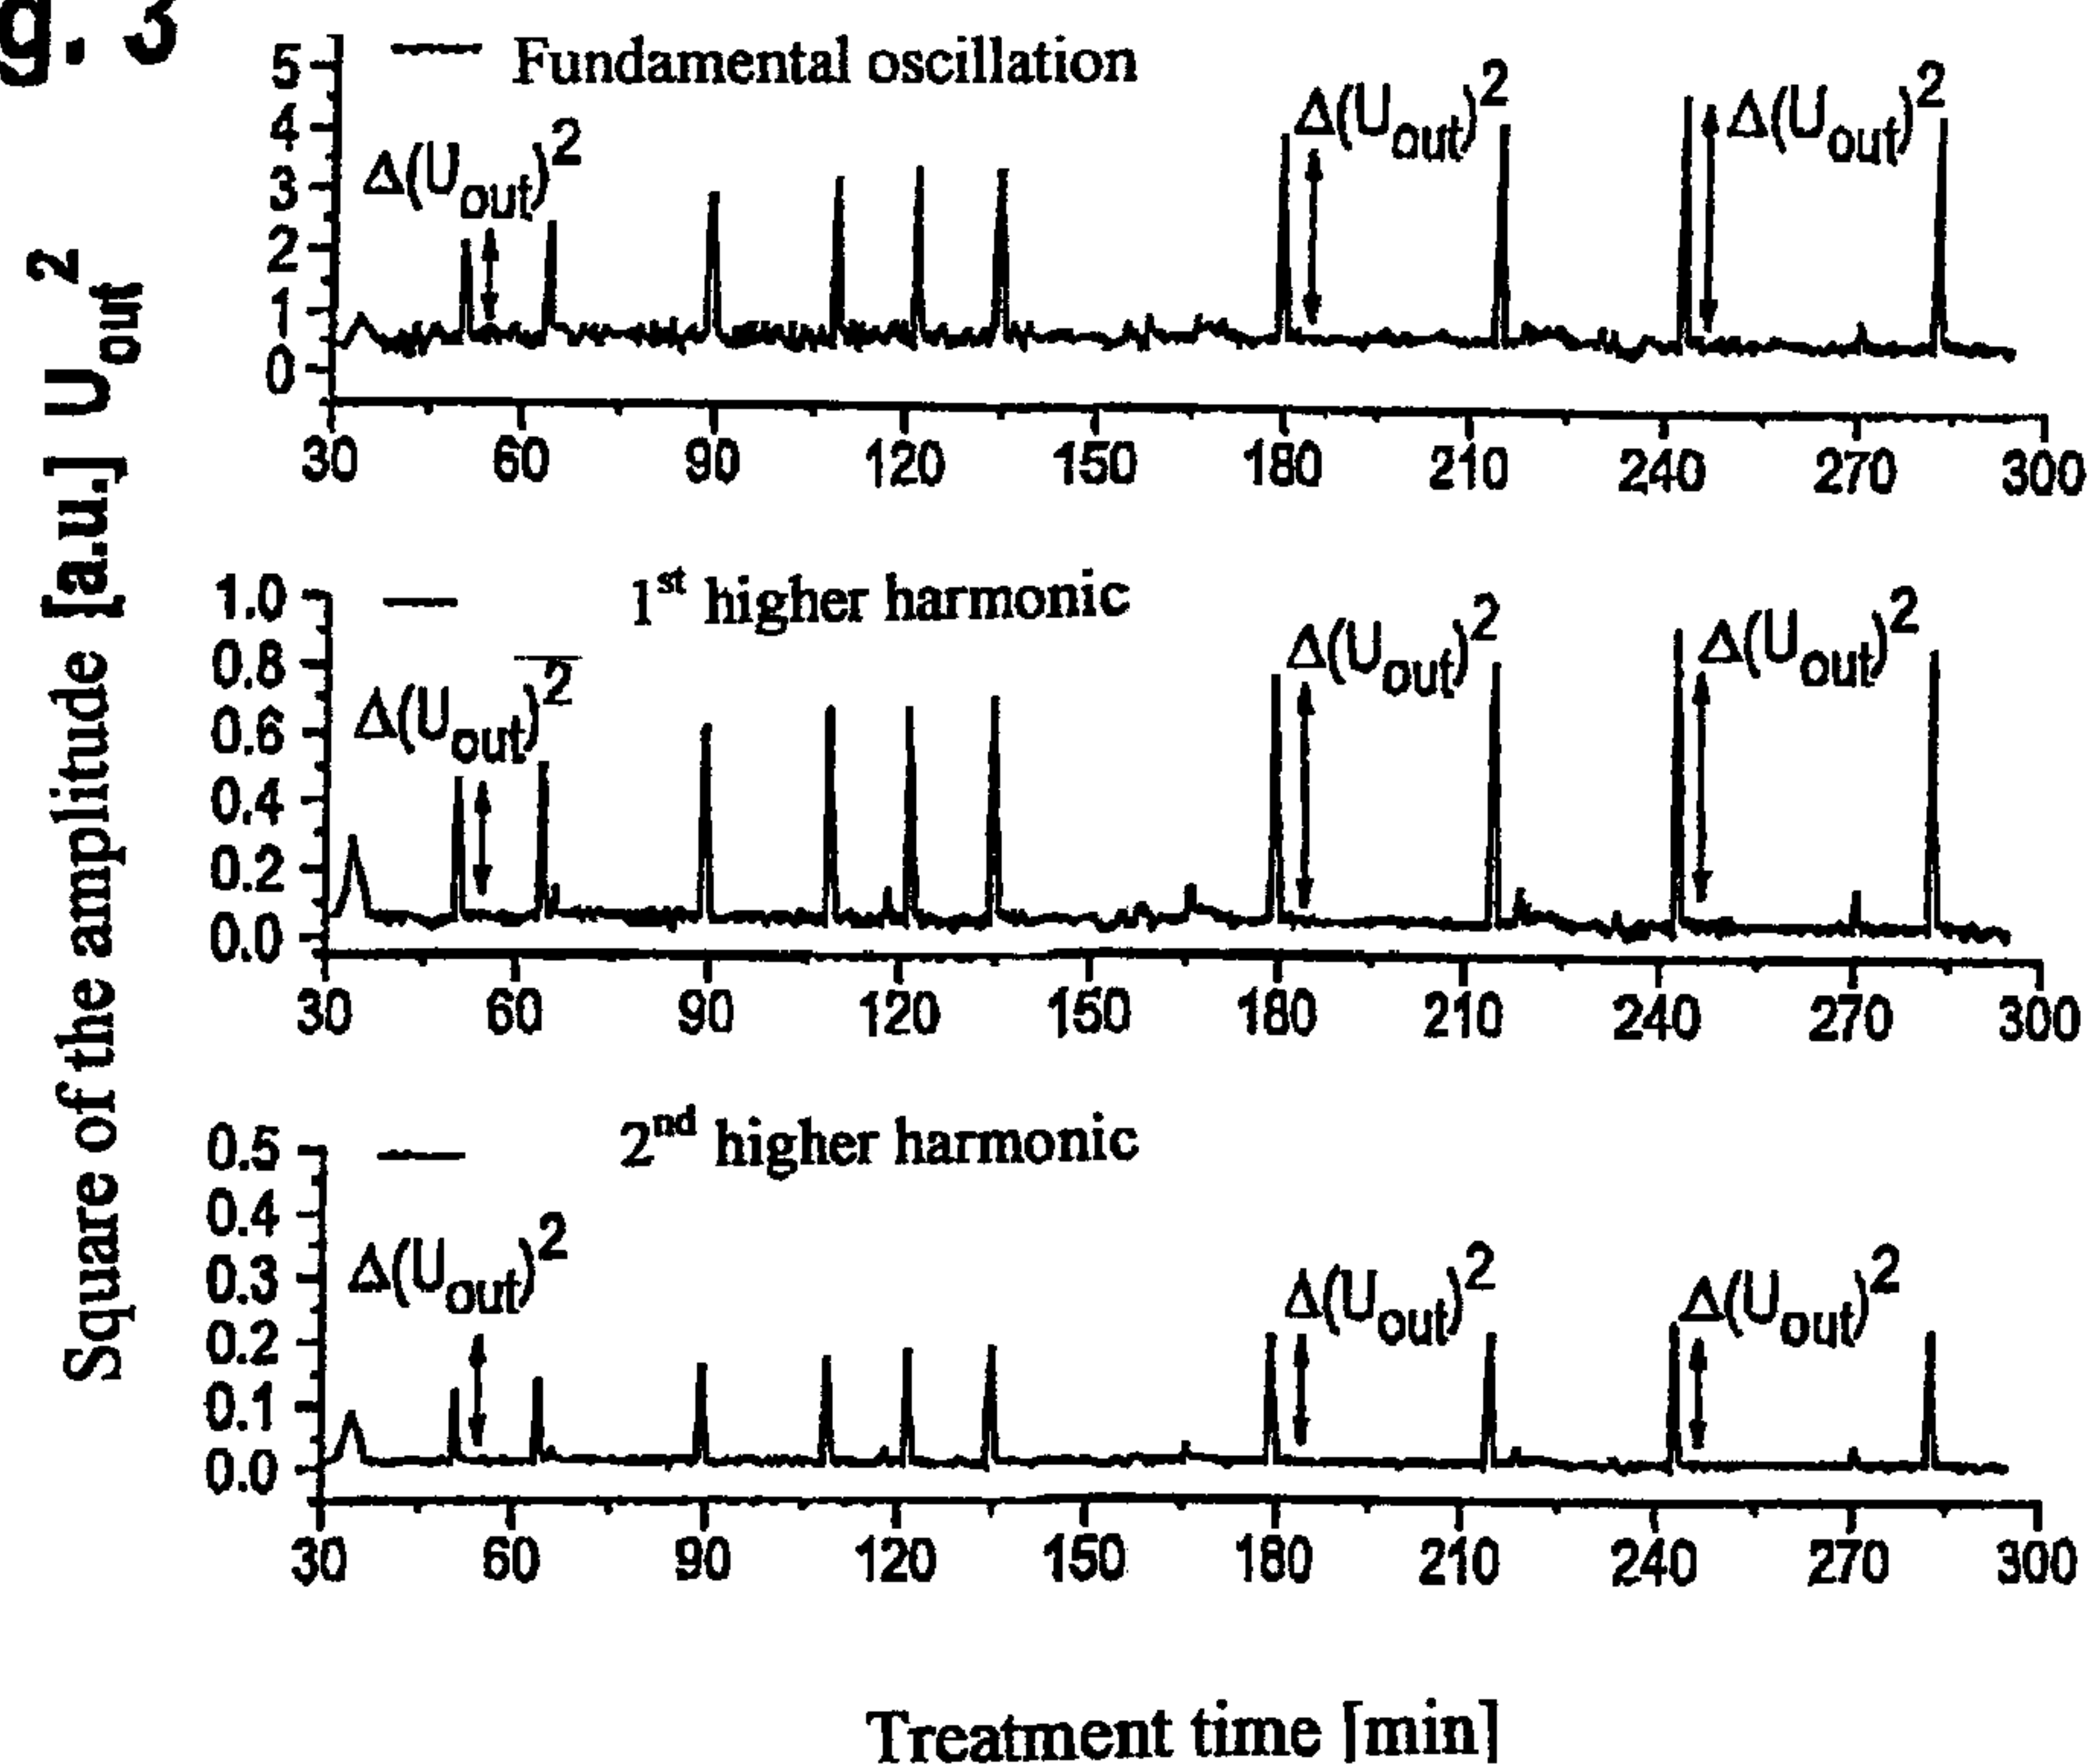 g. 3
Square of the amplitude [a.u.] U_out²
Fundamental oscillation
5
4
3
2
1
0
Δ(U_out)²
Δ(U_out)²
Δ(U_out)²
30 60 90 120 150 180 210 240 270 300
1st higher harmonic
1.0
0.8
0.6
0.4
0.2
0.0
Δ(U_out)²
Δ(U_out)²
Δ(U_out)²
30 60 90 120 150 180 210 240 270 300
2nd higher harmonic
0.5
0.4
0.3
0.2
0.1
0.0
Δ(U_out)²
Δ(U_out)²
Δ(U_out)²
30 60 90 120 150 180 210 240 270 300
Treatment time [min]